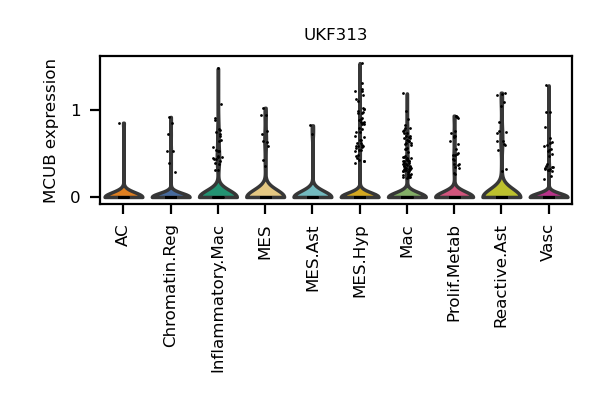 UKF313
MCUB expression
1
0
AC
Chromatin.Reg
Inflammatory.Mac
MES
MES.Ast
MES.Hyp
Mac
Prolif.Metab
Reactive.Ast
Vasc